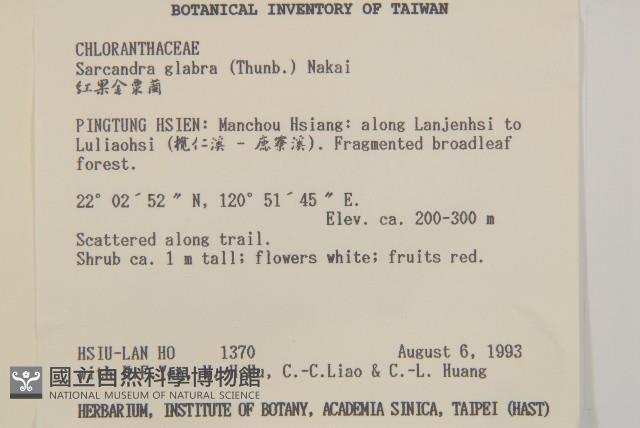 BOTANICAL INVENTORY OF TAIWAN
CHLORANTHACEAE
Sarcandra glabra (Thunb.) Nakai
紅果金粟蘭
PINGTUNG HSIEN: Manchou Hsiang: along Lanjenhsi to
Luliaohsi (欖仁溪 - 鹿寮溪). Fragmented broadleaf
forest.
22° 02´52 ″ N, 120° 51´45 ″ E.
Elev. ca. 200-300 m
Scattered along trail.
Shrub ca. 1 m tall; flowers white; fruits red.
HSIU-LAN HO 1370 August 6, 1993
with C.-C.Liao & C.-L. Huang
國立自然科學博物館
NATIONAL MUSEUM OF NATURAL SCIENCE
HERBARIUM, INSTITUTE OF BOTANY, ACADEMIA SINICA, TAIPEI (HAST)